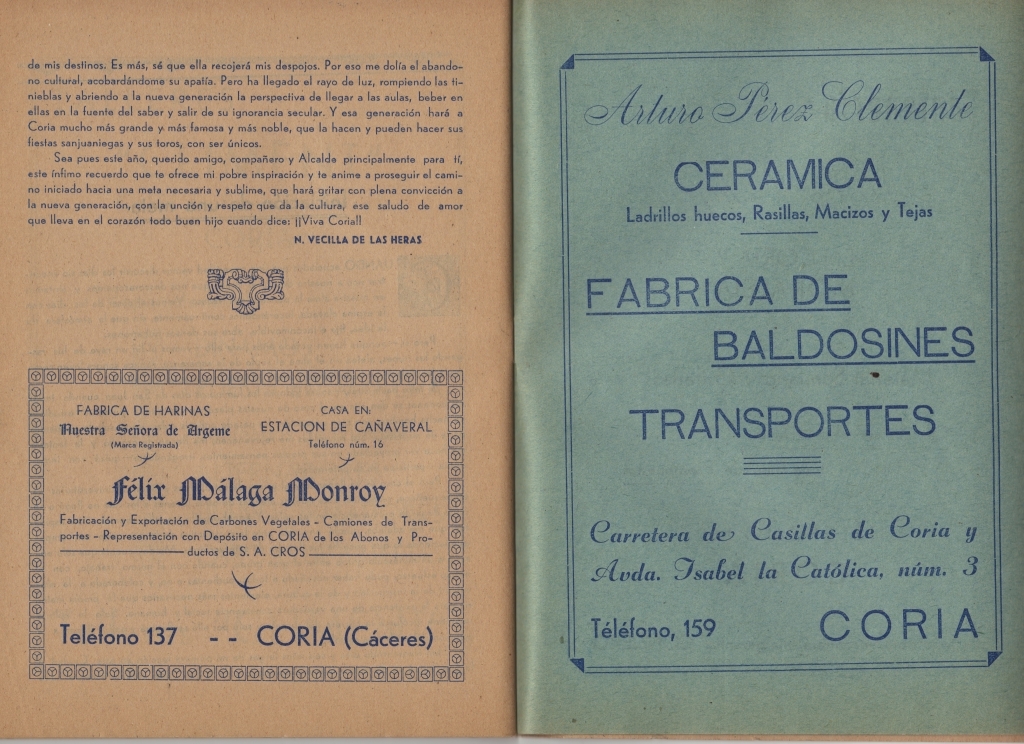 de mis destinos. Es más, sé que ella recojerá mis despojos. Por eso me dolía el abando-
no cultural, acobardándome su apatía. Pero ha llegado el rayo de luz, rompiendo las ti-
nieblas y abriendo a la nueva generación la perspectiva de llegar a las aulas, beber en
ellas en la fuente del saber y salir de su ignorancia secular. Y esa generación hará a
Coria mucho más grande y más famosa y más noble, que la hacen y pueden hacer sus
fiestas sanjuaniegas y sus toros, con ser únicos.
Sea pues este año, querido amigo, compañero y Alcalde principalmente para tí,
este ínfimo recuerdo que te ofrece mi pobre inspiración y te anime a proseguir el cami-
no iniciado hacia una meta necesaria y sublime, que hará gritar con plena convicción a
la nueva generación, con la unción y respeto que da la cultura, ese saludo de amor
que lleva en el corazón todo buen hijo cuando dice: ¡¡Viva Coria!!
N. VECILLA DE LAS HERAS
FABRICA DE HARINAS
Nuestra Señora de Argeme
(Marca Registrada)
CASA EN:
ESTACION DE CAÑAVERAL
Teléfono núm. 16
Félix Málaga Monroy
Fabricación y Exportación de Carbones Vegetales - Camiones de Trans-
portes - Representación con Depósito en CORIA de los Abonos y Pro-
ductos de S. A. CROS
Teléfono 137 -- CORIA (Cáceres)
Arturo Pérez Clemente
CERAMICA
Ladrillos huecos, Rasillas, Macizos y Tejas
FABRICA DE
BALDOSINES
TRANSPORTES
Carretera de Casillas de Coria y
Avda. Isabel la Católica, núm. 3
Téléfono, 159 CORIA